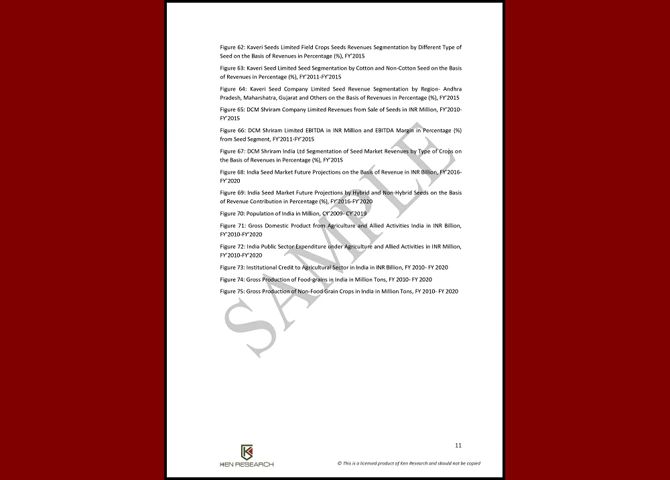 Figure 62: Kaveri Seeds Limited Field Crops Seeds Revenues Segmentation by Different Type of
Seed on the Basis of Revenues in Percentage (%), FY'2015
Figure 63: Kaveri Seed Limited Seed Segmentation by Cotton and Non-Cotton Seed on the Basis
of Revenues in Percentage (%), FY'2011-FY'2015
Figure 64: Kaveri Seed Company Limited Seed Revenue Segmentation by Region- Andhra
Pradesh, Maharshatra, Gujarat and Others on the Basis of Revenues in Percentage (%), FY'2015
Figure 65: DCM Shriram Company Limited Revenues from Sale of Seeds in INR Million, FY'2010-
FY'2015
Figure 66: DCM Shriram Limited EBITDA in INR Million and EBITDA Margin in Percentage (%)
from Seed Segment, FY'2011-FY'2015
Figure 67: DCM Shriram India Ltd Segmentation of Seed Market Revenues by Type of Crops on
the Basis of Revenues in Percentage (%), FY'2015
Figure 68: India Seed Market Future Projections on the Basis of Revenue in INR Billion, FY'2016-
FY'2020
Figure 69: India Seed Market Future Projections by Hybrid and Non-Hybrid Seeds on the Basis
of Revenue Contribution in Percentage (%), FY'2016-FY'2020
Figure 70: Population of India in Million, CY'2009- CY'2019
Figure 71: Gross Domestic Product from Agriculture and Allied Activities India in INR Billion,
FY'2010-FY'2020
Figure 72: India Public Sector Expenditure under Agriculture and Allied Activities in INR Million,
FY'2010-FY'2020
Figure 73: Institutional Credit to Agricultural Sector in India in INR Billion, FY 2010- FY 2020
Figure 74: Gross Production of Food-grains in India in Million Tons, FY 2010- FY 2020
Figure 75: Gross Production of Non-Food Grain Crops in India in Million Tons, FY 2010- FY 2020
SAMPLE
11
KEN RESEARCH
© This is a licensed product of Ken Research and should not be copied